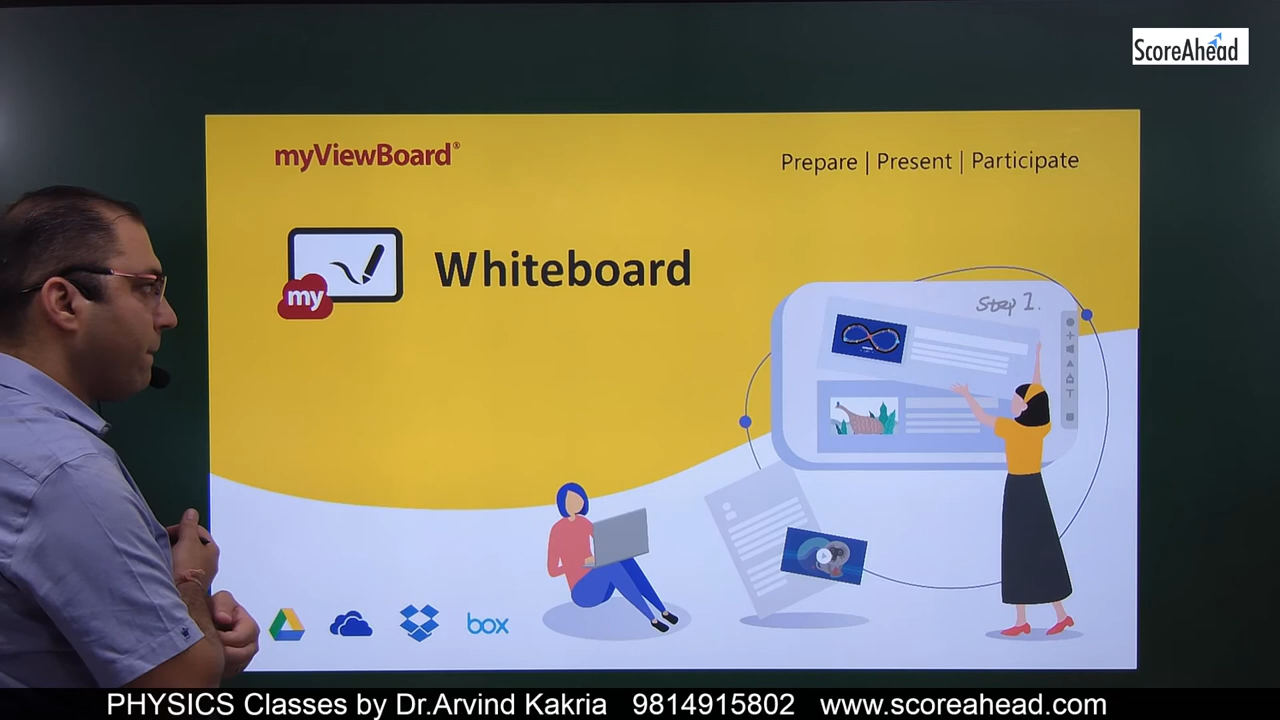 ScoreAhead
myViewBoard®
Prepare | Present | Participate
my
Whiteboard
Step 1.
T
box
PHYSICS Classes by Dr.Arvind Kakria 9814915802 www.scoreahead.com